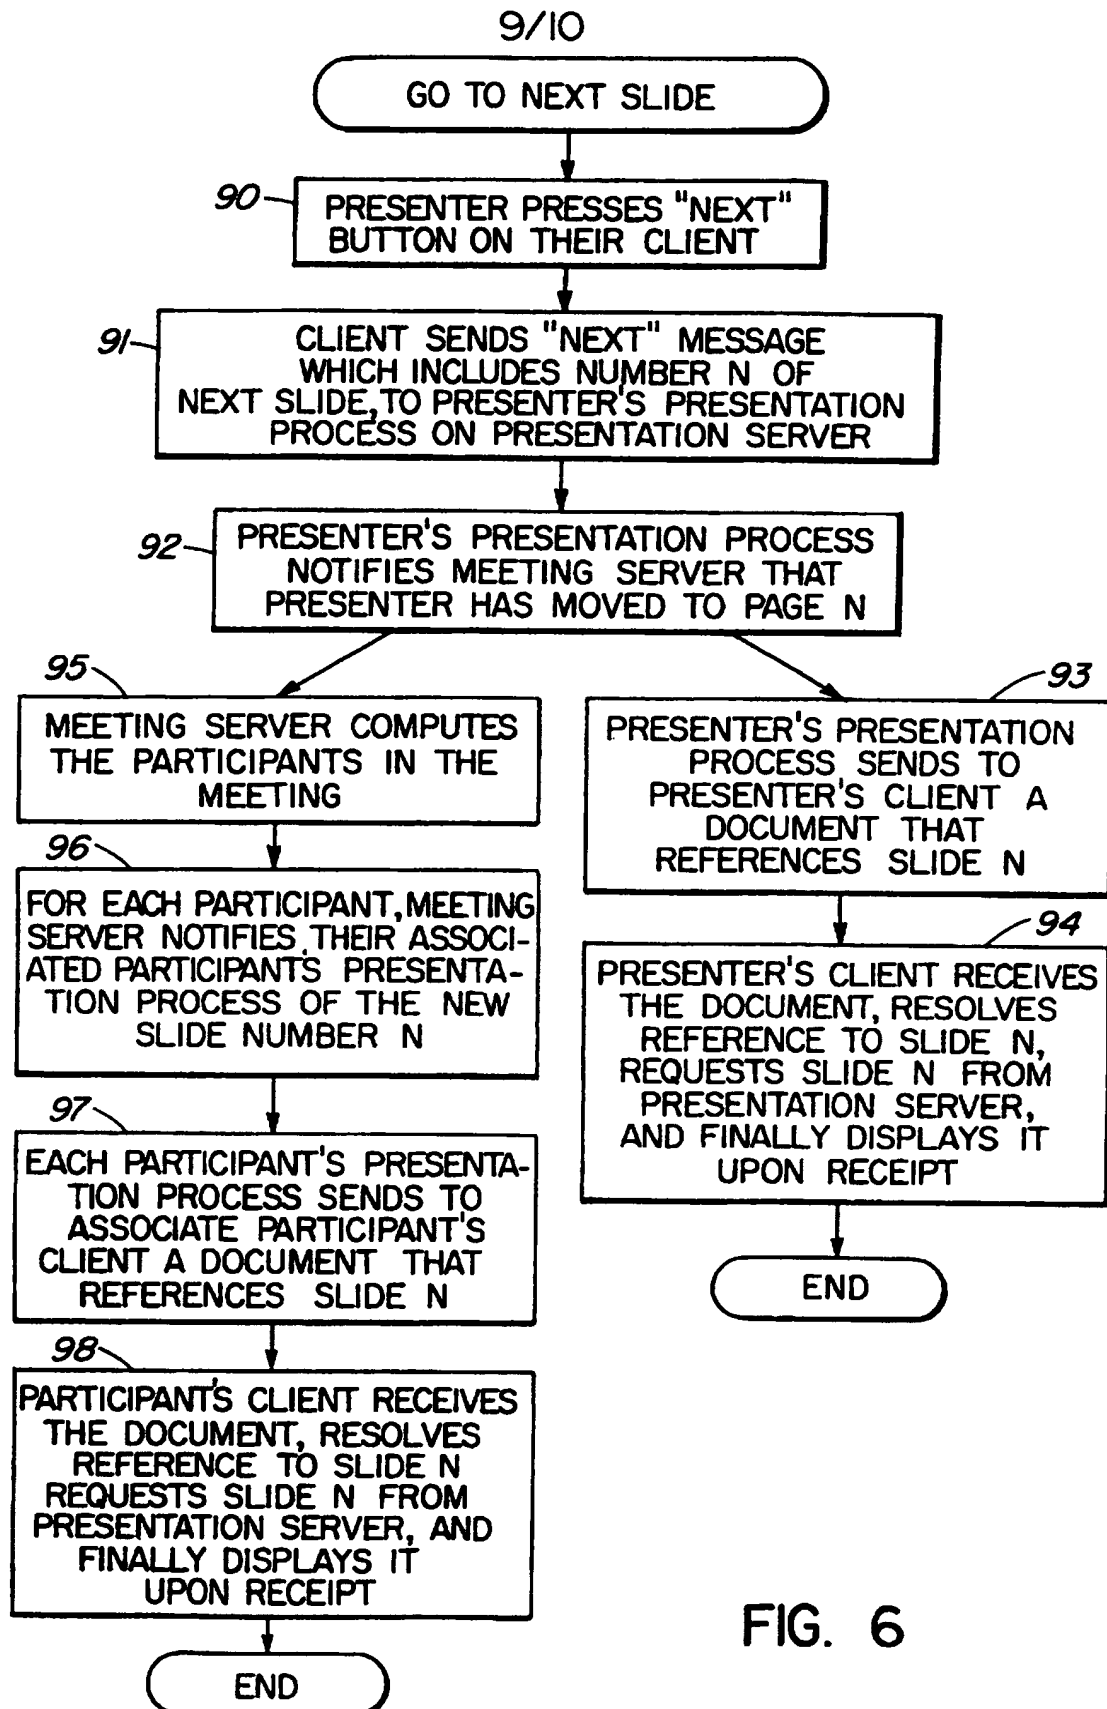 9/10
GO TO NEXT SLIDE
90
PRESENTER PRESSES "NEXT"
BUTTON ON THEIR CLIENT
91
CLIENT SENDS "NEXT" MESSAGE
WHICH INCLUDES NUMBER N OF
NEXT SLIDE, TO PRESENTER'S PRESENTATION
PROCESS ON PRESENTATION SERVER
92
PRESENTER'S PRESENTATION PROCESS
NOTIFIES MEETING SERVER THAT
PRESENTER HAS MOVED TO PAGE N
95
MEETING SERVER COMPUTES
THE PARTICIPANTS IN THE
MEETING
96
FOR EACH PARTICIPANT, MEETING
SERVER NOTIFIES THEIR ASSOCI-
ATED PARTICIPANT'S PRESENTA-
TION PROCESS OF THE NEW
SLIDE NUMBER N
97
EACH PARTICIPANT'S PRESENTA-
TION PROCESS SENDS TO
ASSOCIATE PARTICIPANT'S
CLIENT A DOCUMENT THAT
REFERENCES SLIDE N
98
PARTICIPANT'S CLIENT RECEIVES
THE DOCUMENT, RESOLVES
REFERENCE TO SLIDE N
REQUESTS SLIDE N FROM
PRESENTATION SERVER, AND
FINALLY DISPLAYS IT
UPON RECEIPT
END
93
PRESENTER'S PRESENTATION
PROCESS SENDS TO
PRESENTER'S CLIENT A
DOCUMENT THAT
REFERENCES SLIDE N
94
PRESENTER'S CLIENT RECEIVES
THE DOCUMENT, RESOLVES
REFERENCE TO SLIDE N,
REQUESTS SLIDE N FROM
PRESENTATION SERVER,
AND FINALLY DISPLAYS IT
UPON RECEIPT
END
FIG. 6